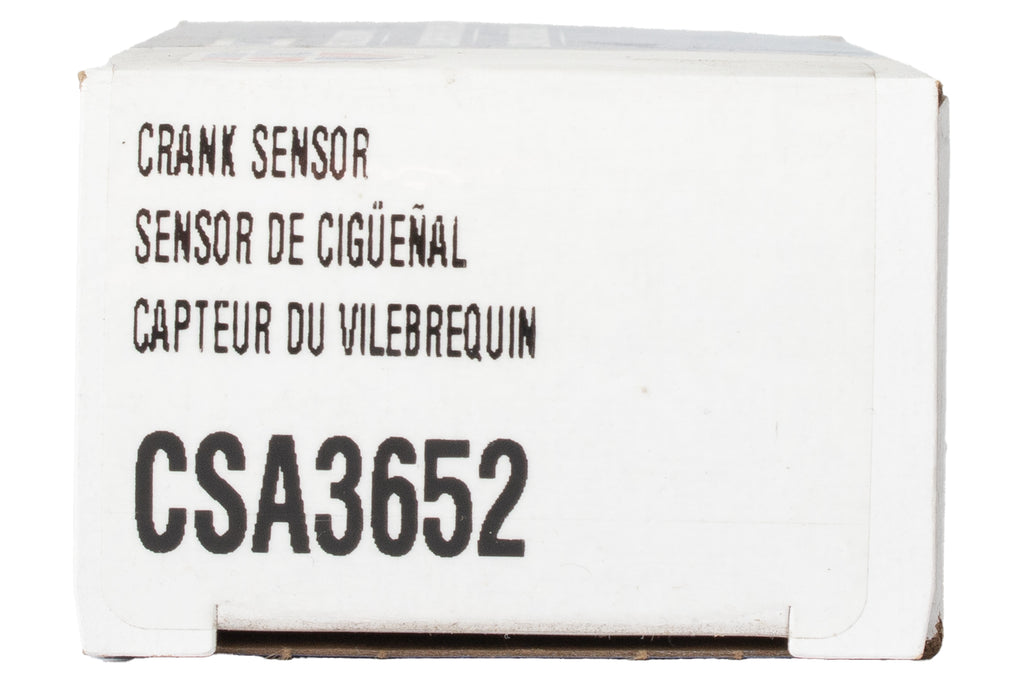 CRANK SENSOR
SENSOR DE CIGÜEÑAL
CAPTEUR DU VILEBREQUIN
CSA3652